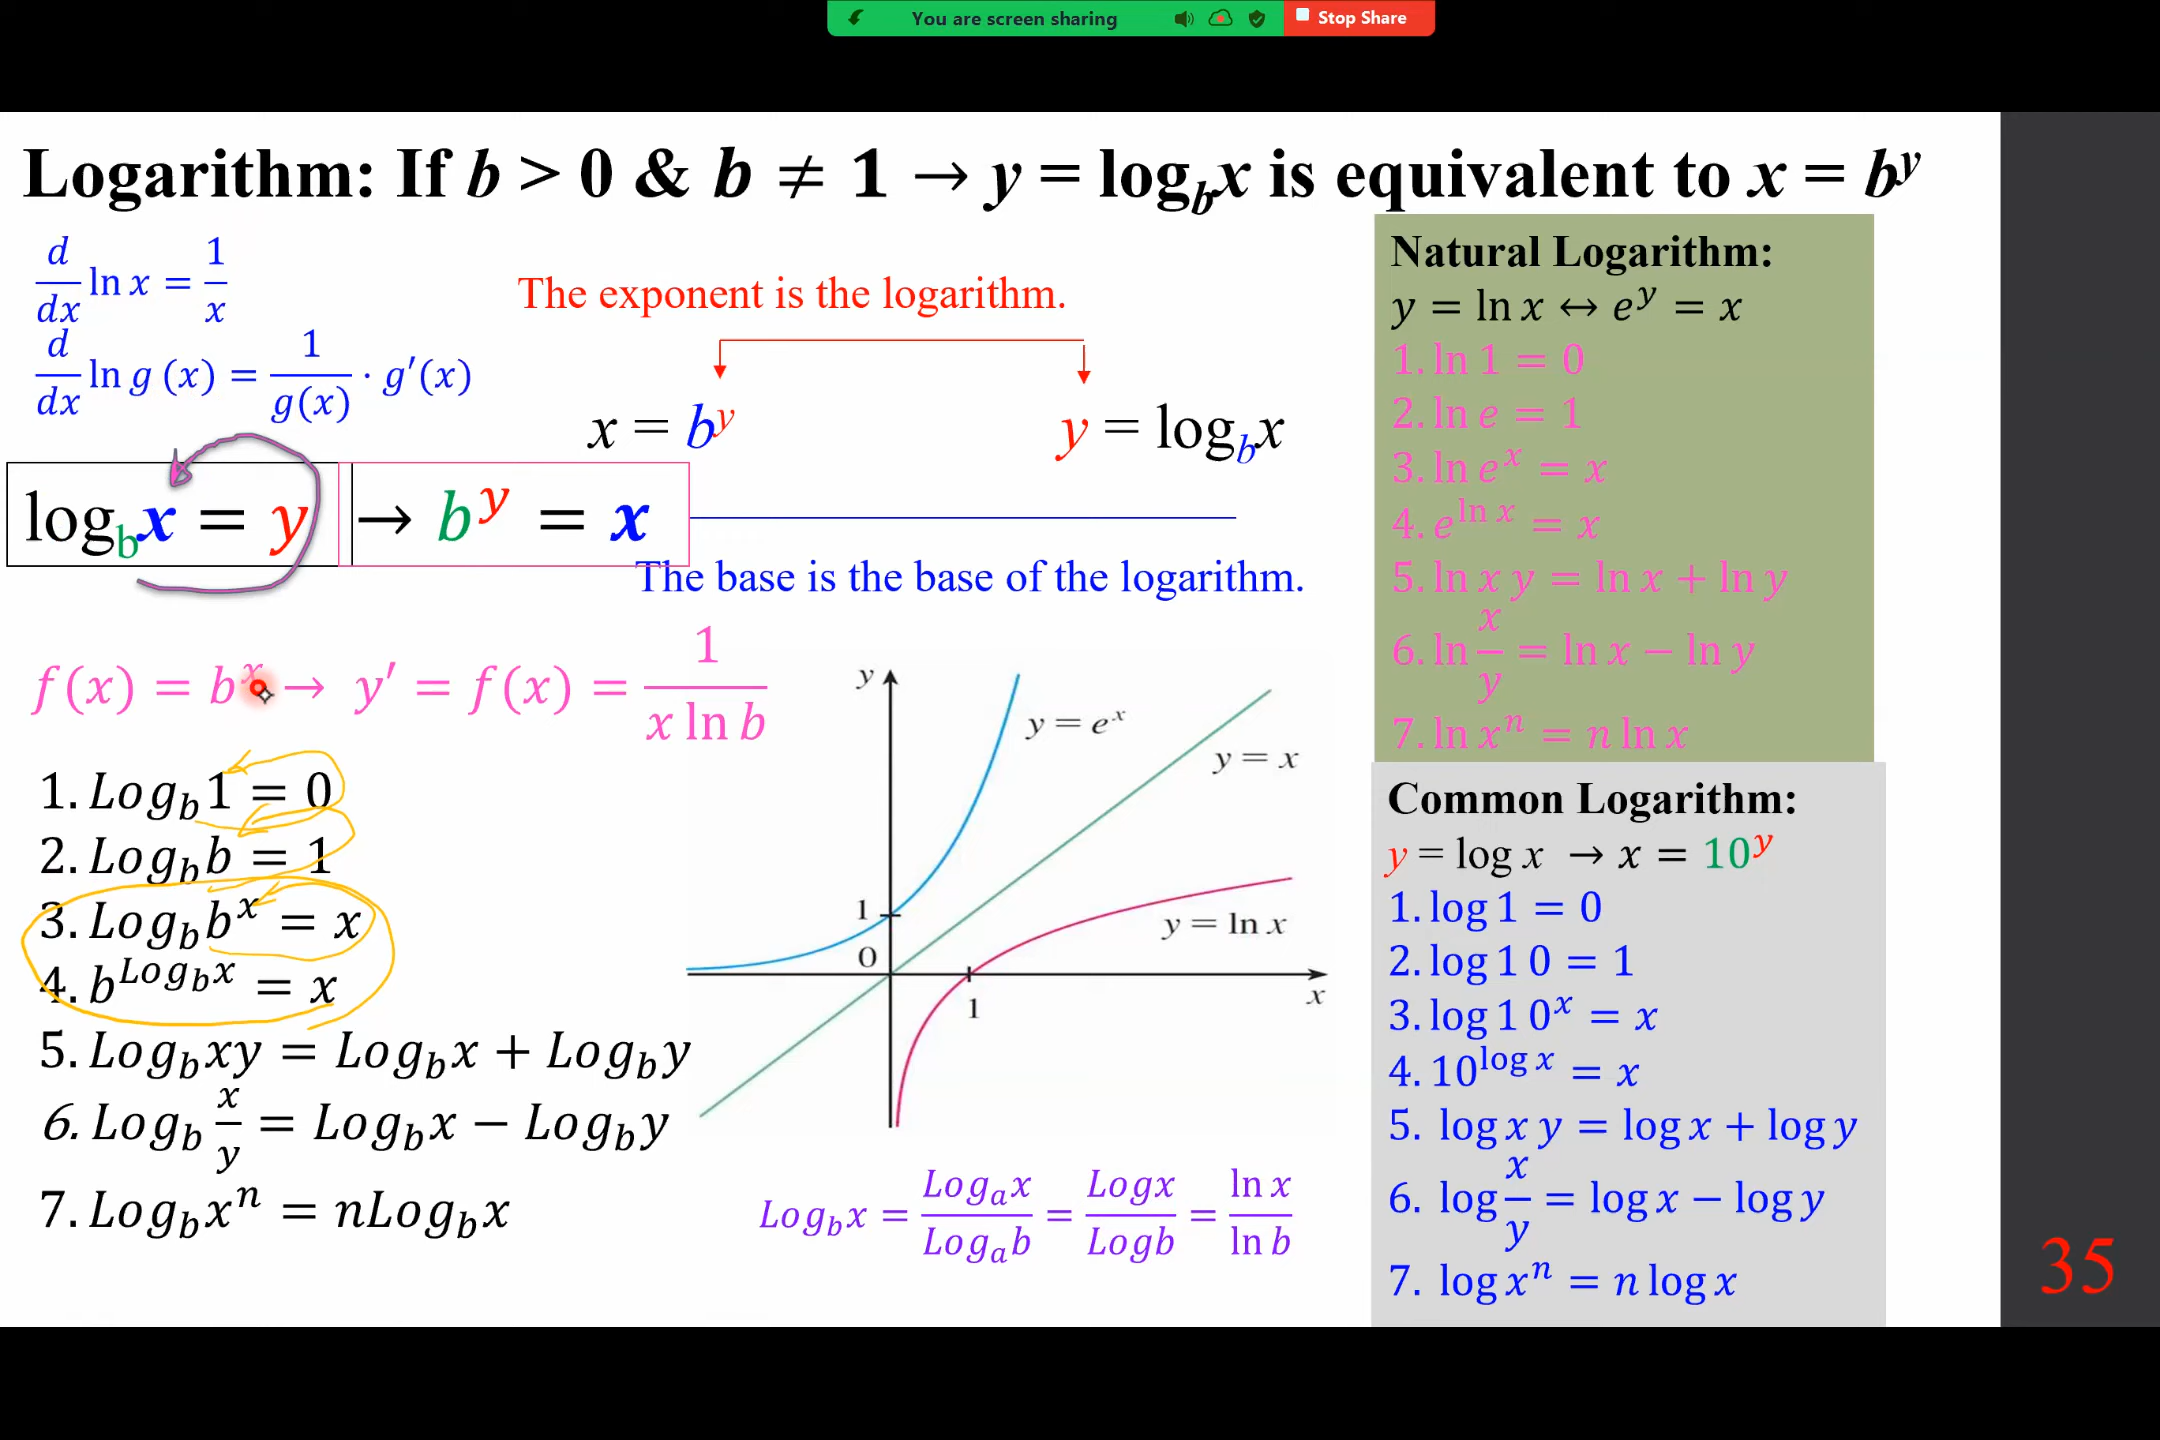 You are screen sharing
Stop Share
Logarithm: If b > 0 & b ≠ 1 → y = log_b x is equivalent to x = b^y
d/dx ln x = 1/x
d/dx ln g (x) = 1/g(x) · g′(x)
The exponent is the logarithm.
x = b^y
y = log_b x
log_b x = y → b^y = x
The base is the base of the logarithm.
f(x) = b^x → y′ = f(x) = 1/(x ln b)
1. Log_b 1 = 0
2. Log_b b = 1
3. Log_b b^x = x
4. b^(Log_b x) = x
5. Log_b xy = Log_b x + Log_b y
6. Log_b x/y = Log_b x − Log_b y
7. Log_b x^n = nLog_b x
y
y = e^x
y = x
1
0
y = ln x
1
x
Log_b x = Log_a x/Log_a b = Logx/Logb = ln x/ln b
Natural Logarithm:
y = ln x ↔ e^y = x
1. ln 1 = 0
2. ln e = 1
3. ln e^x = x
4. e^(ln x) = x
5. ln x y = ln x + ln y
6. ln x/y = ln x − ln y
7. ln x^n = n ln x
Common Logarithm:
y = log x → x = 10^y
1. log 1 = 0
2. log 1 0 = 1
3. log 1 0^x = x
4. 10^(log x) = x
5. log x y = log x + log y
6. log x/y = log x − log y
7. log x^n = n log x
35